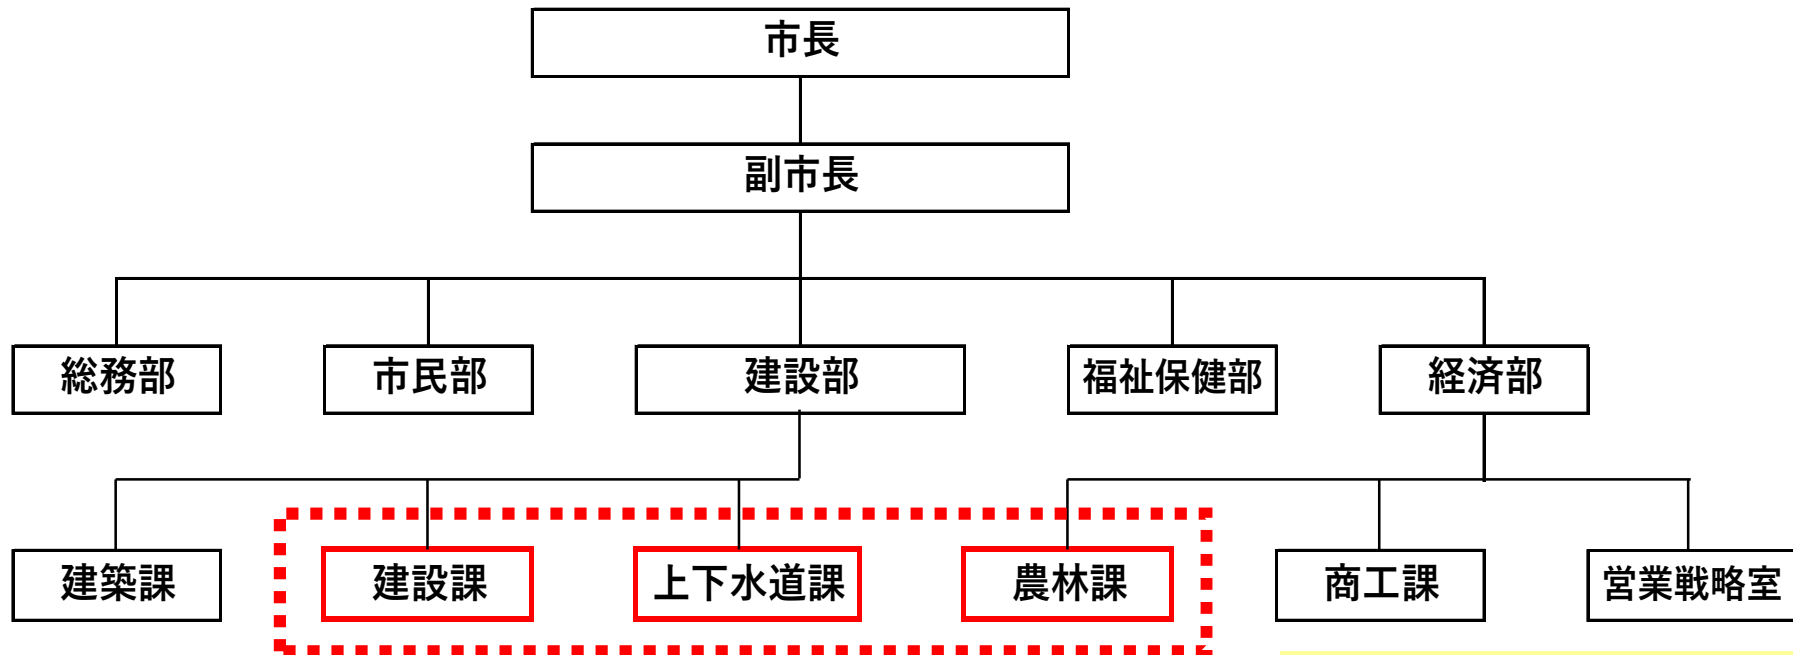 市長
副市長
総務部
市民部
建設部
福祉保健部
経済部
建築課
建設課
上下水道課
農林課
商工課
営業戦略室